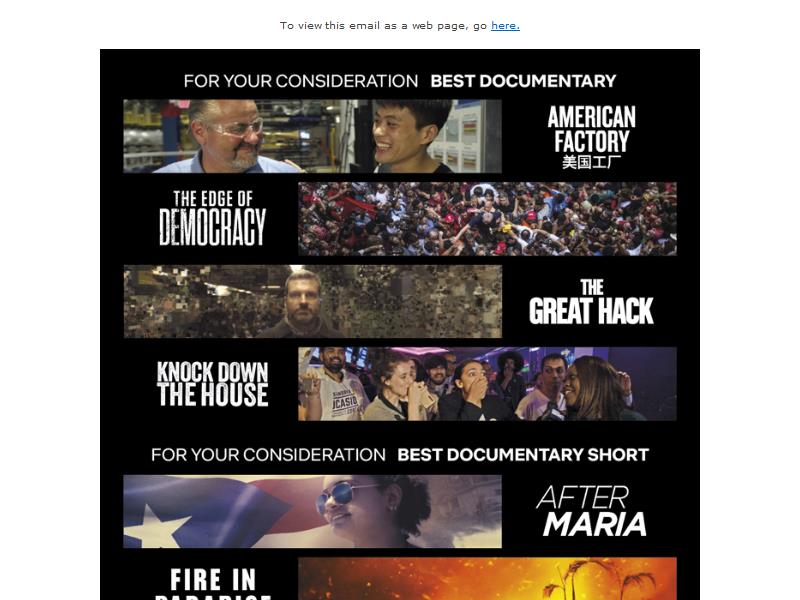 To view this email as a web page, go here.
FOR YOUR CONSIDERATION BEST DOCUMENTARY
AMERICAN
FACTORY
美国工厂
THE EDGE OF
DEMOCRACY
THE
GREAT HACK
KNOCK DOWN
THE HOUSE
FOR YOUR CONSIDERATION BEST DOCUMENTARY SHORT
AFTER
MARIA
FIRE IN
PARADISE